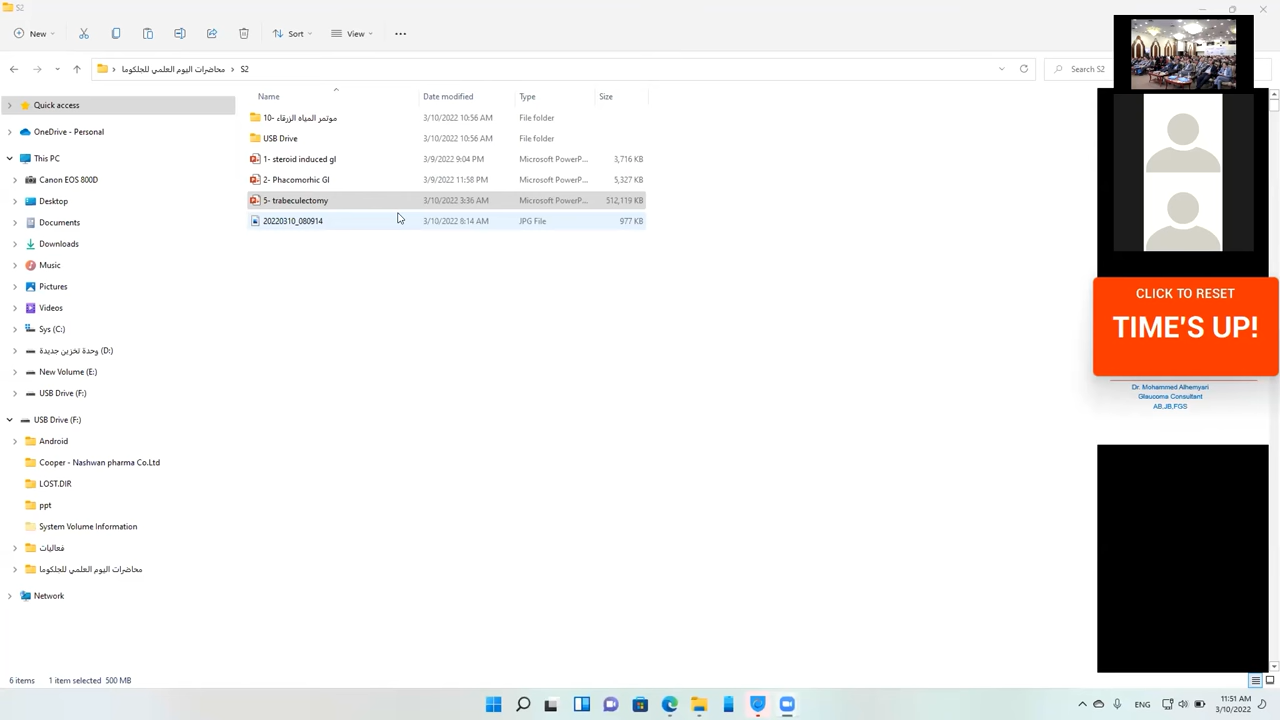 S2
New
Sort
View
محاضرات اليوم العلمي للجلكوما
S2
Search S2
Quick access
OneDrive - Personal
This PC
Canon EOS 800D
Desktop
Documents
Downloads
Music
Pictures
Videos
Sys (C:)
وحدة تخزين جديدة (D:)
New Volume (E:)
USB Drive (F:)
USB Drive (F:)
Android
Cooper - Nashwan pharma Co.Ltd
LOST.DIR
ppt
System Volume Information
فعاليات
محاضرات اليوم العلمي للجلكوما
Network
Name Date modified Type Size
10- موتمر المياه الزرقاء 3/10/2022 10:56 AM File folder
USB Drive 3/10/2022 10:56 AM File folder
1- steroid induced gl 3/9/2022 9:04 PM Microsoft PowerP... 3,716 KB
2- Phacomorhic Gl 3/9/2022 11:58 PM Microsoft PowerP... 5,327 KB
5- trabeculectomy 3/10/2022 3:36 AM Microsoft PowerP... 512,119 KB
20220310_080914 3/10/2022 8:14 AM JPG File 977 KB
CLICK TO RESET
TIME'S UP!
Dr. Mohammed Alhemyari
Glaucoma Consultant
AB,JB,FGS
6 items 1 item selected 500 MB
ENG
11:51 AM
3/10/2022